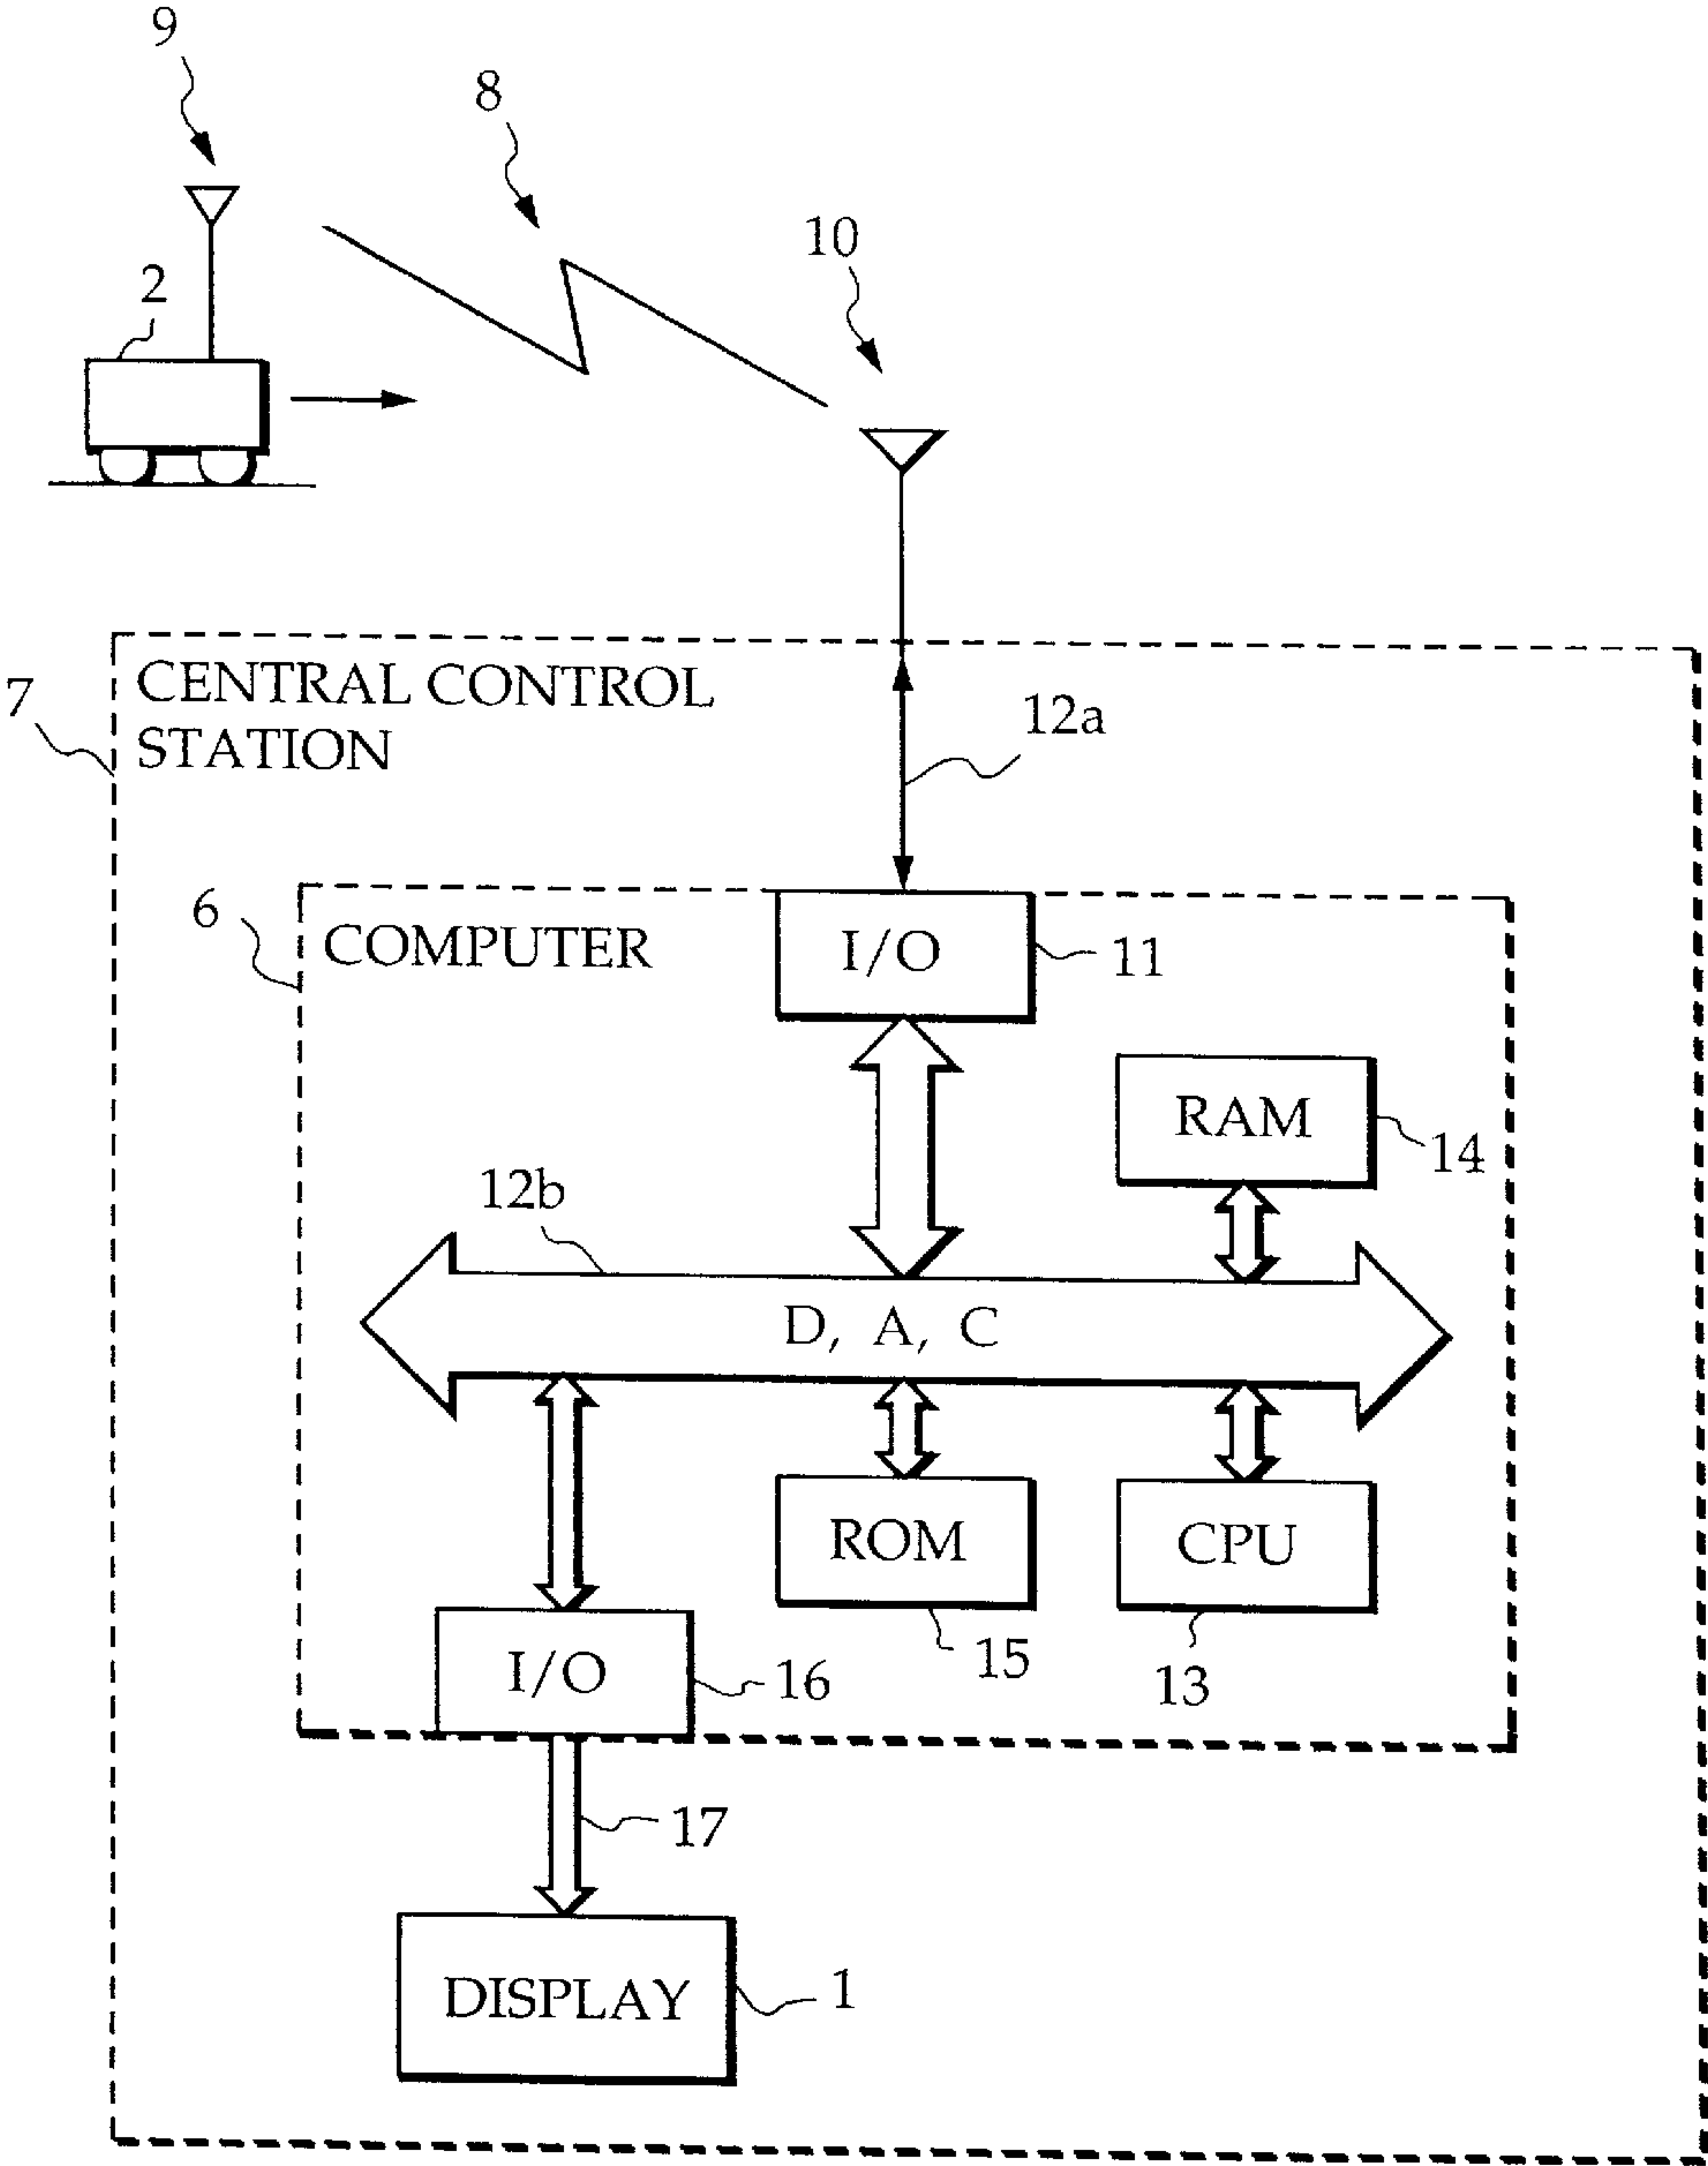 9
8
10
2
CENTRAL CONTROL
STATION
7
12a
6
COMPUTER
I/O
11
RAM
14
12b
D, A, C
ROM
CPU
15
13
I/O
16
17
DISPLAY
1